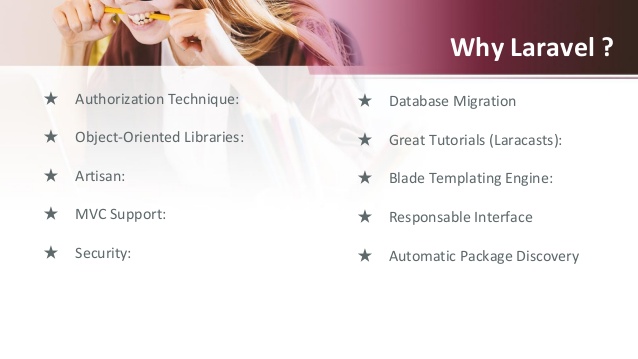 Why Laravel ?
★ Authorization Technique:
★ Object-Oriented Libraries:
★ Artisan:
★ MVC Support:
★ Security:
★ Database Migration
★ Great Tutorials (Laracasts):
★ Blade Templating Engine:
★ Responsable Interface
★ Automatic Package Discovery